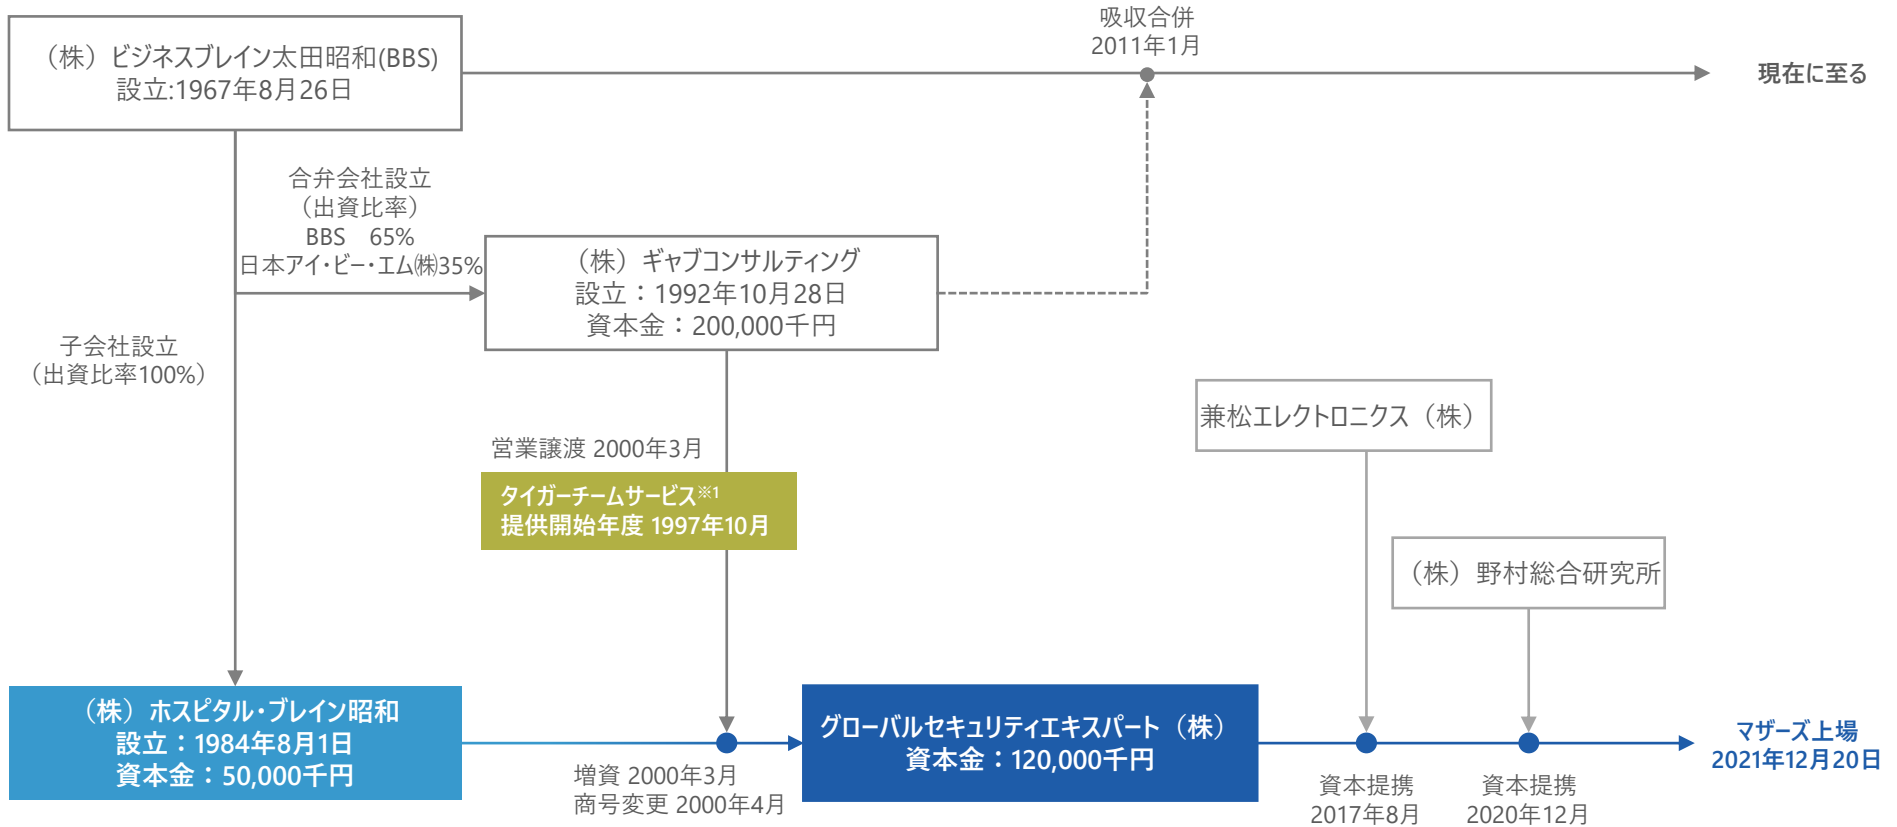 （株）ビジネスブレイン太田昭和(BBS)
設立:1967年8月26日
吸収合併
2011年1月
現在に至る
合弁会社設立
（出資比率）
BBS　65%
日本アイ・ビー・エム㈱35%
（株）ギャブコンサルティング
設立：1992年10月28日
資本金：200,000千円
子会社設立
（出資比率100%）
営業譲渡 2000年3月
タイガーチームサービス※1
提供開始年度 1997年10月
兼松エレクトロニクス（株）
（株）野村総合研究所
（株）ホスピタル・ブレイン昭和
設立：1984年8月1日
資本金：50,000千円
増資 2000年3月
商号変更 2000年4月
グローバルセキュリティエキスパート（株）
資本金：120,000千円
資本提携
2017年8月
資本提携
2020年12月
マザーズ上場
2021年12月20日